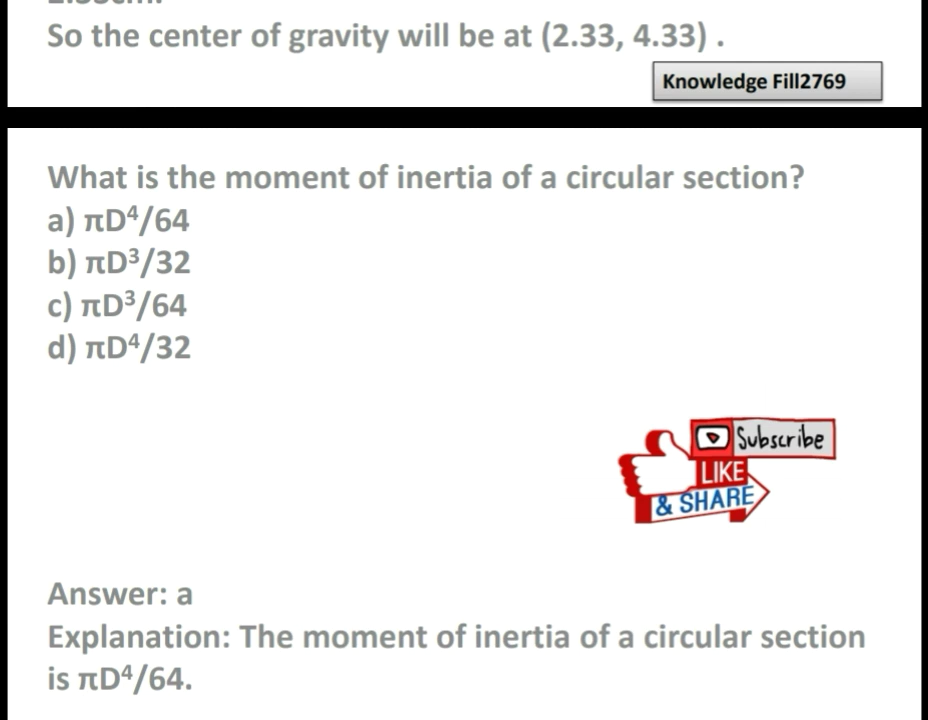 So the center of gravity will be at (2.33, 4.33) .
Knowledge Fill2769
What is the moment of inertia of a circular section?
a) πD⁴/64
b) πD³/32
c) πD³/64
d) πD⁴/32
Subscribe
LIKE
& SHARE
Answer: a
Explanation: The moment of inertia of a circular section
is πD⁴/64.